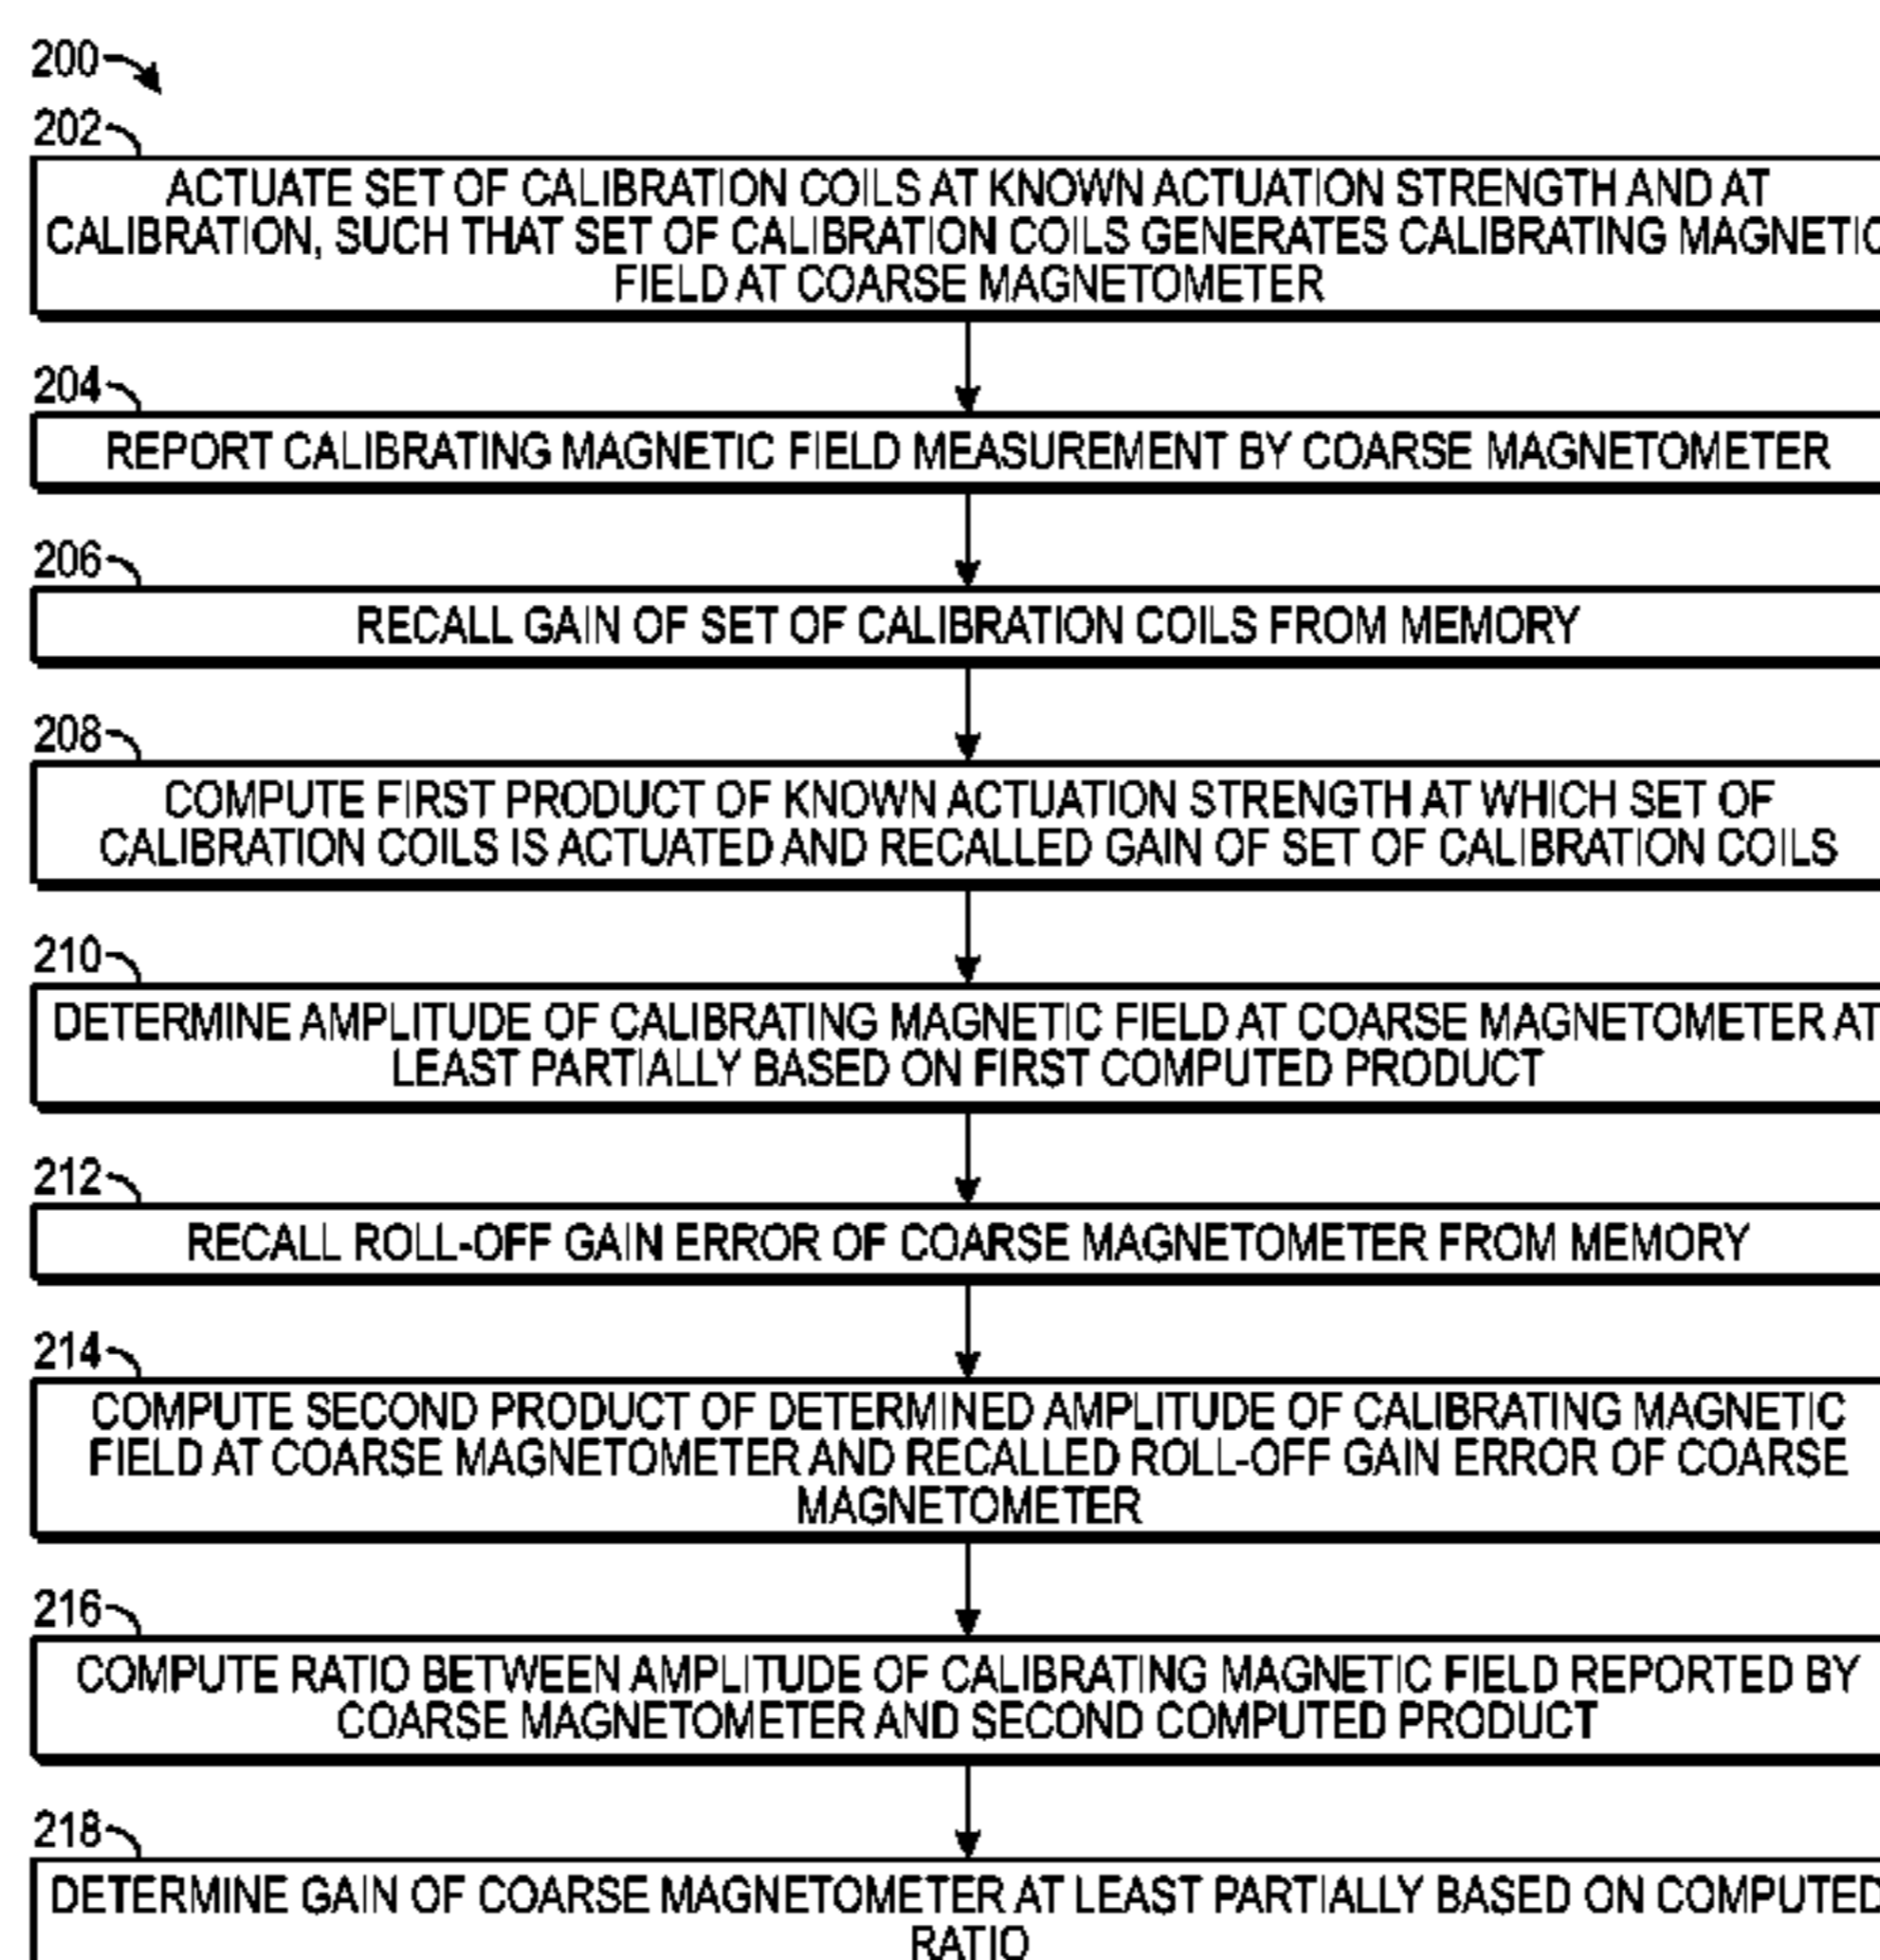 200
202
ACTUATE SET OF CALIBRATION COILS AT KNOWN ACTUATION STRENGTH AND AT
CALIBRATION, SUCH THAT SET OF CALIBRATION COILS GENERATES CALIBRATING MAGNETIC
FIELD AT COARSE MAGNETOMETER
204
REPORT CALIBRATING MAGNETIC FIELD MEASUREMENT BY COARSE MAGNETOMETER
206
RECALL GAIN OF SET OF CALIBRATION COILS FROM MEMORY
208
COMPUTE FIRST PRODUCT OF KNOWN ACTUATION STRENGTH AT WHICH SET OF
CALIBRATION COILS IS ACTUATED AND RECALLED GAIN OF SET OF CALIBRATION COILS
210
DETERMINE AMPLITUDE OF CALIBRATING MAGNETIC FIELD AT COARSE MAGNETOMETER AT
LEAST PARTIALLY BASED ON FIRST COMPUTED PRODUCT
212
RECALL ROLL-OFF GAIN ERROR OF COARSE MAGNETOMETER FROM MEMORY
214
COMPUTE SECOND PRODUCT OF DETERMINED AMPLITUDE OF CALIBRATING MAGNETIC
FIELD AT COARSE MAGNETOMETER AND RECALLED ROLL-OFF GAIN ERROR OF COARSE
MAGNETOMETER
216
COMPUTE RATIO BETWEEN AMPLITUDE OF CALIBRATING MAGNETIC FIELD REPORTED BY
COARSE MAGNETOMETER AND SECOND COMPUTED PRODUCT
218
DETERMINE GAIN OF COARSE MAGNETOMETER AT LEAST PARTIALLY BASED ON COMPUTED
RATIO